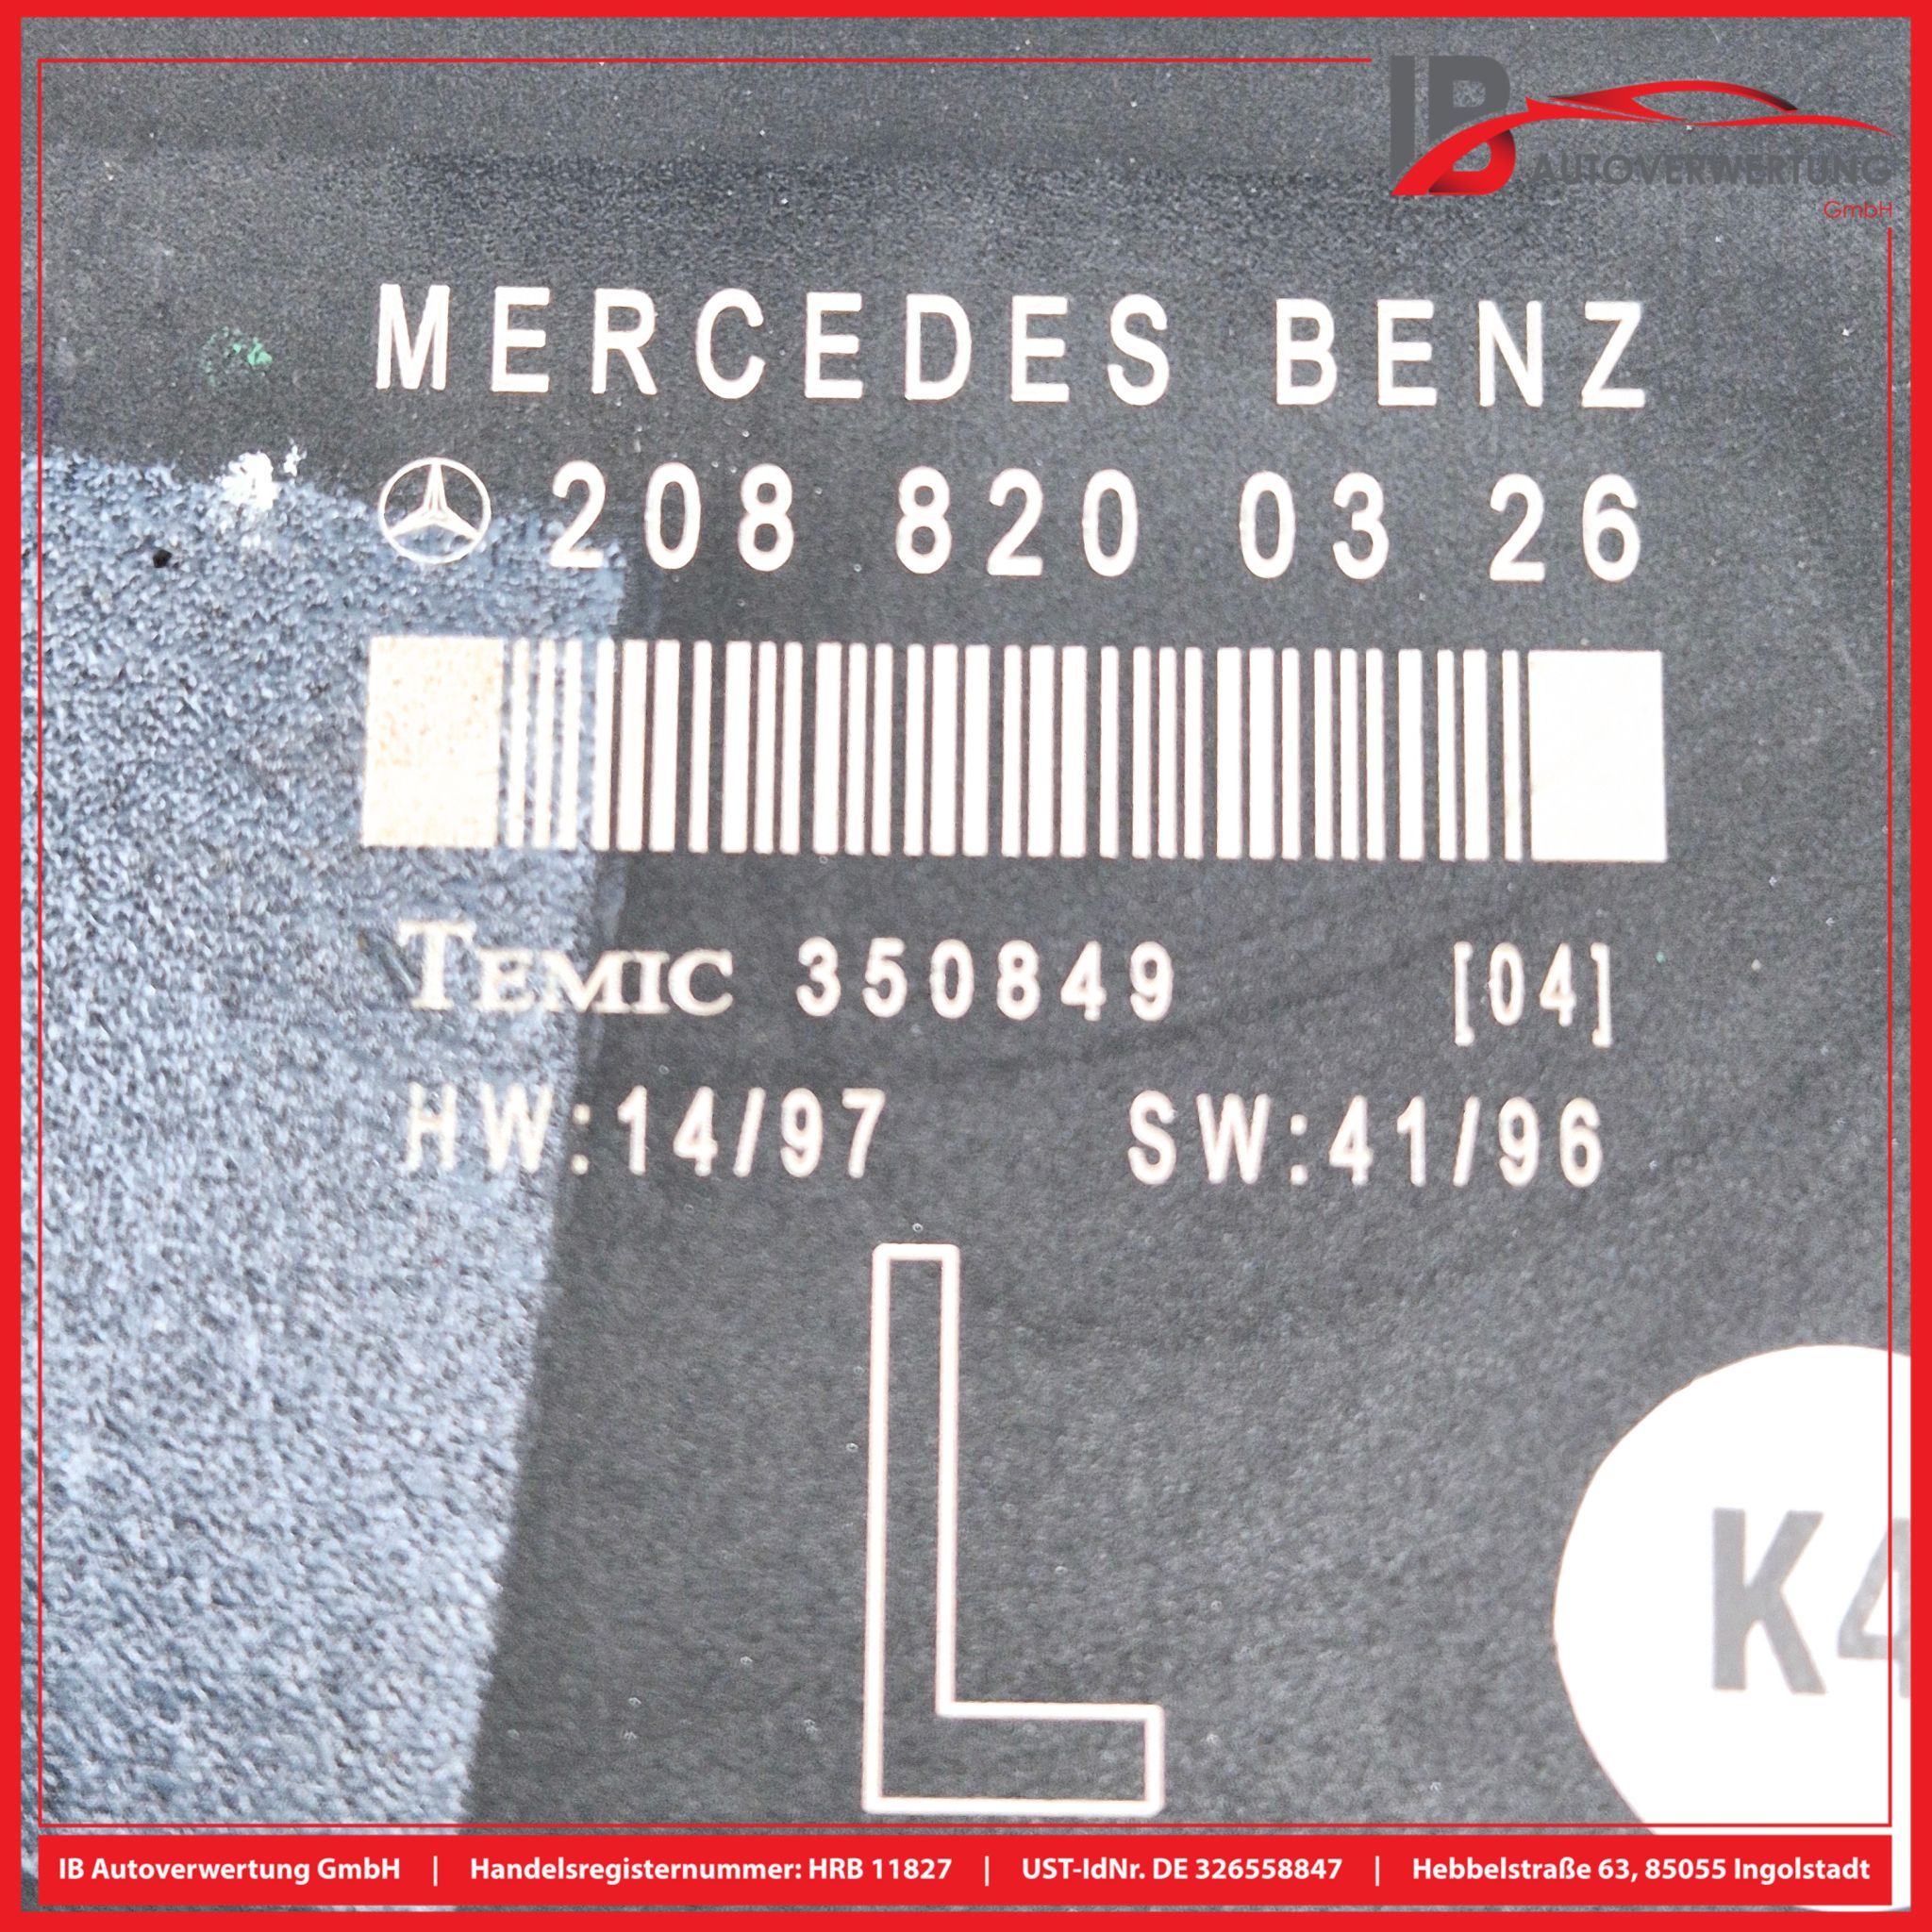 IB
AUTOVERWERTUNG
GmbH
MERCEDES BENZ
208 820 03 26
TEMIC 350849 [04]
HW:14/97 SW:41/96
L
K4
IB Autoverwertung GmbH | Handelsregisternummer: HRB 11827 | UST-IdNr. DE 326558847 | Hebbelstraße 63, 85055 Ingolstadt